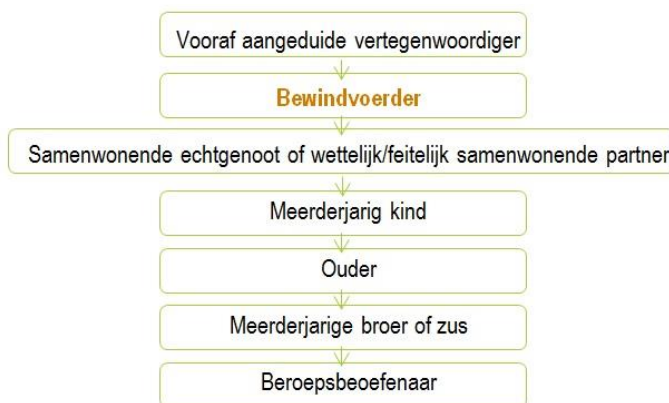 Vooraf aangeduide vertegenwoordiger
Bewindvoerder
Samenwonende echtgenoot of wettelijk/feitelijk samenwonende partner
Meerderjarig kind
Ouder
Meerderjarige broer of zus
Beroepsbeoefenaar